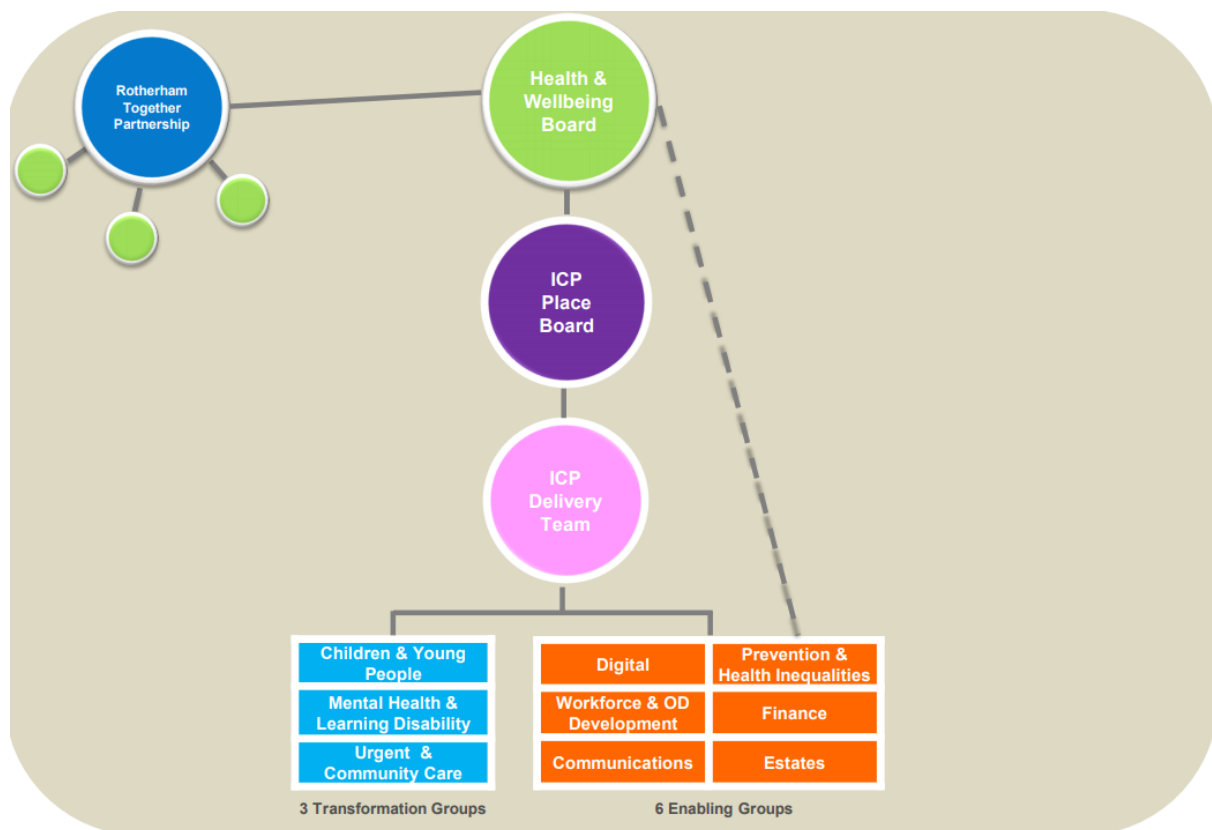 Rotherham
Together
Partnership
Health &
Wellbeing
Board
ICP
Place
Board
ICP
Delivery
Team
Children & Young
People
Mental Health &
Learning Disability
Urgent &
Community Care
3 Transformation Groups
Digital
Workforce & OD
Development
Communications
Prevention &
Health Inequalities
Finance
Estates
6 Enabling Groups